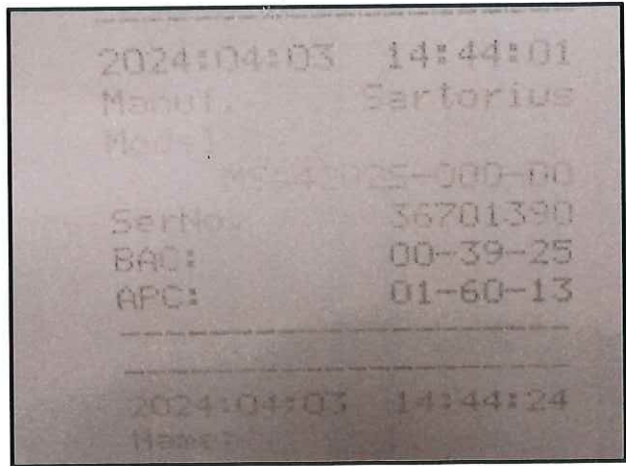 2024:04:03 14:44:01
Manuf. Sartorius
Model
SerNo. 36701390
BAC: 00-39-25
APC: 01-60-13
2024:04:03 14:44:24
Name: